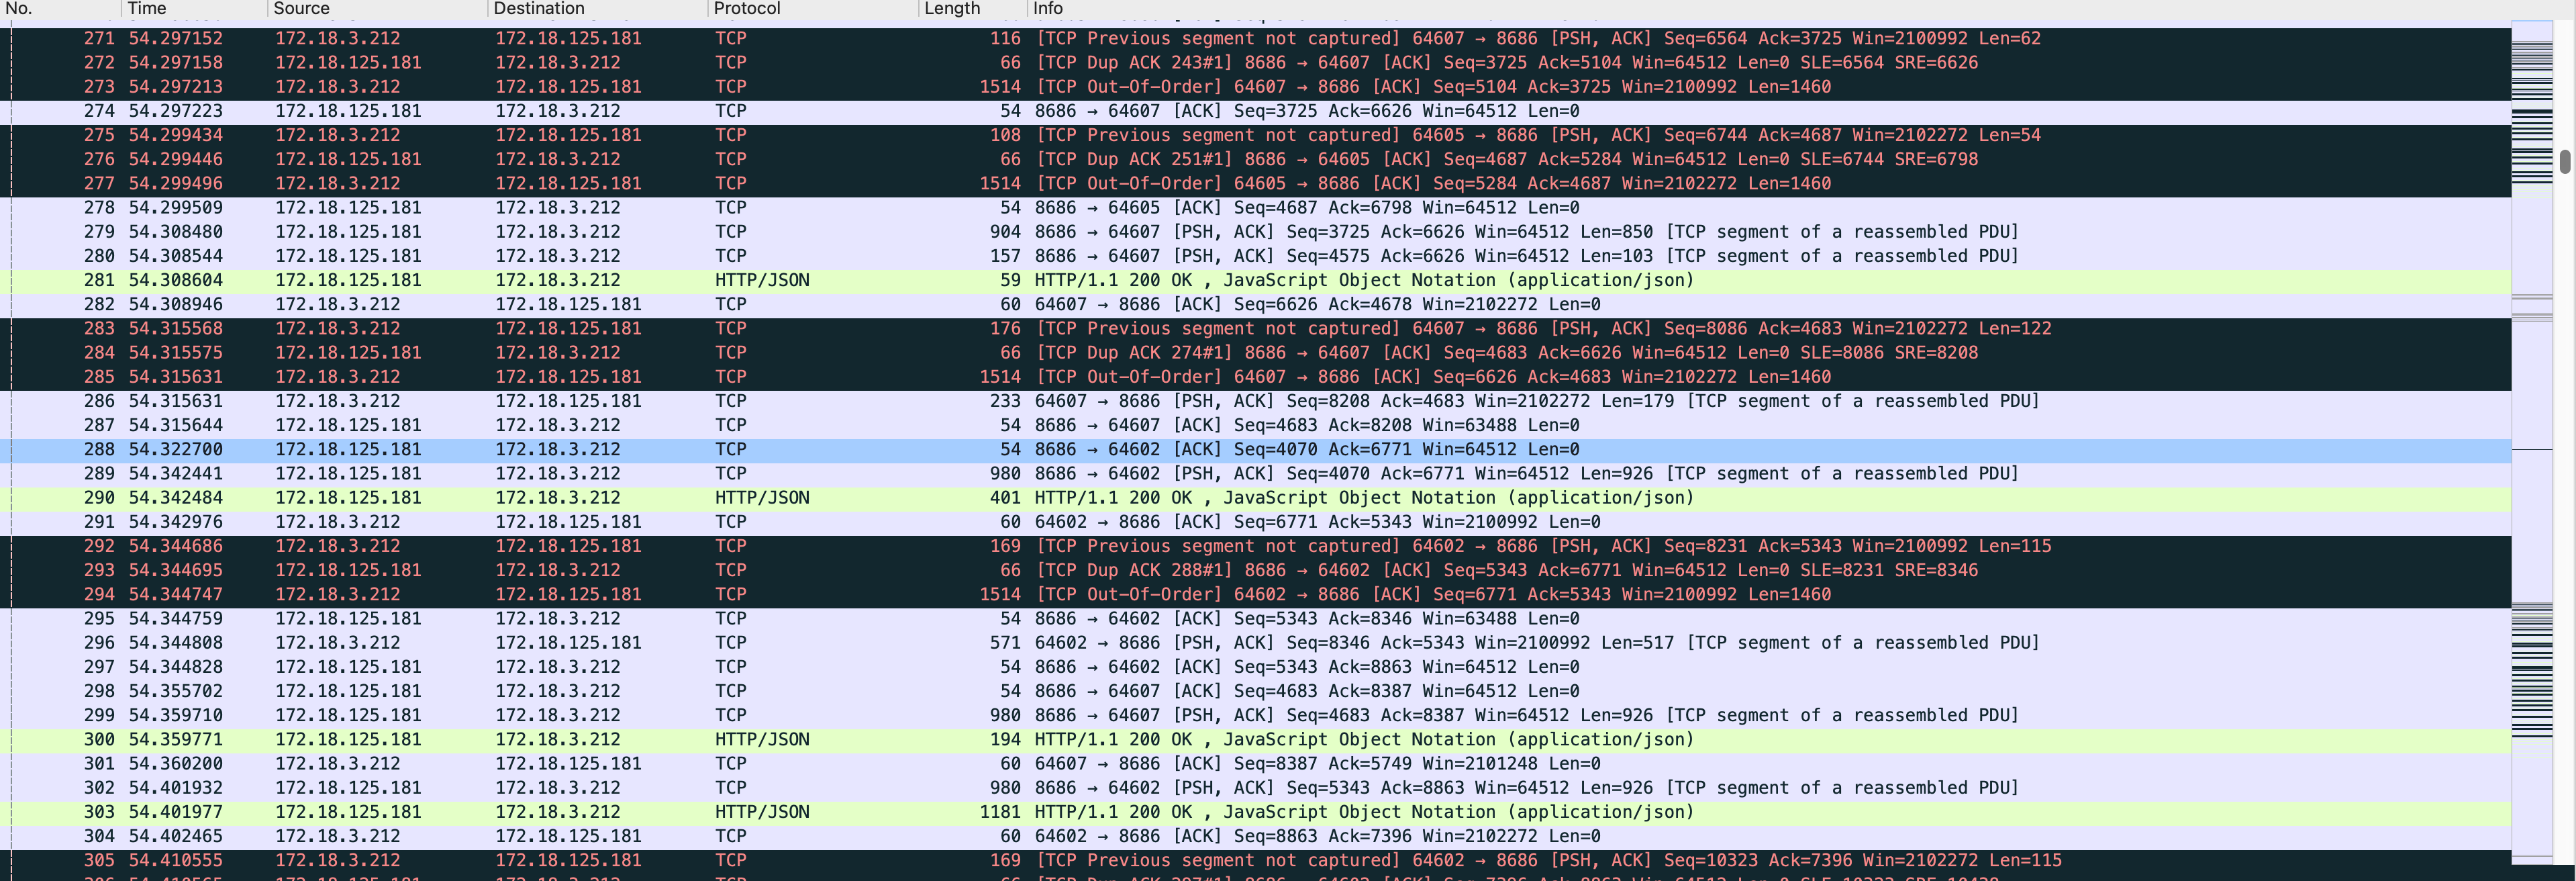 No. Time Source Destination Protocol Length Info
271 54.297152 172.18.3.212 172.18.125.181 TCP 116 [TCP Previous segment not captured] 64607 → 8686 [PSH, ACK] Seq=6564 Ack=3725 Win=2100992 Len=62
272 54.297158 172.18.125.181 172.18.3.212 TCP 66 [TCP Dup ACK 243#1] 8686 → 64607 [ACK] Seq=3725 Ack=5104 Win=64512 Len=0 SLE=6564 SRE=6626
273 54.297213 172.18.3.212 172.18.125.181 TCP 1514 [TCP Out-Of-Order] 64607 → 8686 [ACK] Seq=5104 Ack=3725 Win=2100992 Len=1460
274 54.297223 172.18.125.181 172.18.3.212 TCP 54 8686 → 64607 [ACK] Seq=3725 Ack=6626 Win=64512 Len=0
275 54.299434 172.18.3.212 172.18.125.181 TCP 108 [TCP Previous segment not captured] 64605 → 8686 [PSH, ACK] Seq=6744 Ack=4687 Win=2102272 Len=54
276 54.299446 172.18.125.181 172.18.3.212 TCP 66 [TCP Dup ACK 251#1] 8686 → 64605 [ACK] Seq=4687 Ack=5284 Win=64512 Len=0 SLE=6744 SRE=6798
277 54.299496 172.18.3.212 172.18.125.181 TCP 1514 [TCP Out-Of-Order] 64605 → 8686 [ACK] Seq=5284 Ack=4687 Win=2102272 Len=1460
278 54.299509 172.18.125.181 172.18.3.212 TCP 54 8686 → 64605 [ACK] Seq=4687 Ack=6798 Win=64512 Len=0
279 54.308480 172.18.125.181 172.18.3.212 TCP 904 8686 → 64607 [PSH, ACK] Seq=3725 Ack=6626 Win=64512 Len=850 [TCP segment of a reassembled PDU]
280 54.308544 172.18.125.181 172.18.3.212 TCP 157 8686 → 64607 [PSH, ACK] Seq=4575 Ack=6626 Win=64512 Len=103 [TCP segment of a reassembled PDU]
281 54.308604 172.18.125.181 172.18.3.212 HTTP/JSON 59 HTTP/1.1 200 OK , JavaScript Object Notation (application/json)
282 54.308946 172.18.3.212 172.18.125.181 TCP 60 64607 → 8686 [ACK] Seq=6626 Ack=4678 Win=2102272 Len=0
283 54.315568 172.18.3.212 172.18.125.181 TCP 176 [TCP Previous segment not captured] 64607 → 8686 [PSH, ACK] Seq=8086 Ack=4683 Win=2102272 Len=122
284 54.315575 172.18.125.181 172.18.3.212 TCP 66 [TCP Dup ACK 274#1] 8686 → 64607 [ACK] Seq=4683 Ack=6626 Win=64512 Len=0 SLE=8086 SRE=8208
285 54.315631 172.18.3.212 172.18.125.181 TCP 1514 [TCP Out-Of-Order] 64607 → 8686 [ACK] Seq=6626 Ack=4683 Win=2102272 Len=1460
286 54.315631 172.18.3.212 172.18.125.181 TCP 233 64607 → 8686 [PSH, ACK] Seq=8208 Ack=4683 Win=2102272 Len=179 [TCP segment of a reassembled PDU]
287 54.315644 172.18.125.181 172.18.3.212 TCP 54 8686 → 64607 [ACK] Seq=4683 Ack=8208 Win=63488 Len=0
288 54.322700 172.18.125.181 172.18.3.212 TCP 54 8686 → 64602 [ACK] Seq=4070 Ack=6771 Win=64512 Len=0
289 54.342441 172.18.125.181 172.18.3.212 TCP 980 8686 → 64602 [PSH, ACK] Seq=4070 Ack=6771 Win=64512 Len=926 [TCP segment of a reassembled PDU]
290 54.342484 172.18.125.181 172.18.3.212 HTTP/JSON 401 HTTP/1.1 200 OK , JavaScript Object Notation (application/json)
291 54.342976 172.18.3.212 172.18.125.181 TCP 60 64602 → 8686 [ACK] Seq=6771 Ack=5343 Win=2100992 Len=0
292 54.344686 172.18.3.212 172.18.125.181 TCP 169 [TCP Previous segment not captured] 64602 → 8686 [PSH, ACK] Seq=8231 Ack=5343 Win=2100992 Len=115
293 54.344695 172.18.125.181 172.18.3.212 TCP 66 [TCP Dup ACK 288#1] 8686 → 64602 [ACK] Seq=5343 Ack=6771 Win=64512 Len=0 SLE=8231 SRE=8346
294 54.344747 172.18.3.212 172.18.125.181 TCP 1514 [TCP Out-Of-Order] 64602 → 8686 [ACK] Seq=6771 Ack=5343 Win=2100992 Len=1460
295 54.344759 172.18.125.181 172.18.3.212 TCP 54 8686 → 64602 [ACK] Seq=5343 Ack=8346 Win=63488 Len=0
296 54.344808 172.18.3.212 172.18.125.181 TCP 571 64602 → 8686 [PSH, ACK] Seq=8346 Ack=5343 Win=2100992 Len=517 [TCP segment of a reassembled PDU]
297 54.344828 172.18.125.181 172.18.3.212 TCP 54 8686 → 64602 [ACK] Seq=5343 Ack=8863 Win=64512 Len=0
298 54.355702 172.18.125.181 172.18.3.212 TCP 54 8686 → 64607 [ACK] Seq=4683 Ack=8387 Win=64512 Len=0
299 54.359710 172.18.125.181 172.18.3.212 TCP 980 8686 → 64607 [PSH, ACK] Seq=4683 Ack=8387 Win=64512 Len=926 [TCP segment of a reassembled PDU]
300 54.359771 172.18.125.181 172.18.3.212 HTTP/JSON 194 HTTP/1.1 200 OK , JavaScript Object Notation (application/json)
301 54.360200 172.18.3.212 172.18.125.181 TCP 60 64607 → 8686 [ACK] Seq=8387 Ack=5749 Win=2101248 Len=0
302 54.401932 172.18.125.181 172.18.3.212 TCP 980 8686 → 64602 [PSH, ACK] Seq=5343 Ack=8863 Win=64512 Len=926 [TCP segment of a reassembled PDU]
303 54.401977 172.18.125.181 172.18.3.212 HTTP/JSON 1181 HTTP/1.1 200 OK , JavaScript Object Notation (application/json)
304 54.402465 172.18.3.212 172.18.125.181 TCP 60 64602 → 8686 [ACK] Seq=8863 Ack=7396 Win=2102272 Len=0
305 54.410555 172.18.3.212 172.18.125.181 TCP 169 [TCP Previous segment not captured] 64602 → 8686 [PSH, ACK] Seq=10323 Ack=7396 Win=2102272 Len=115